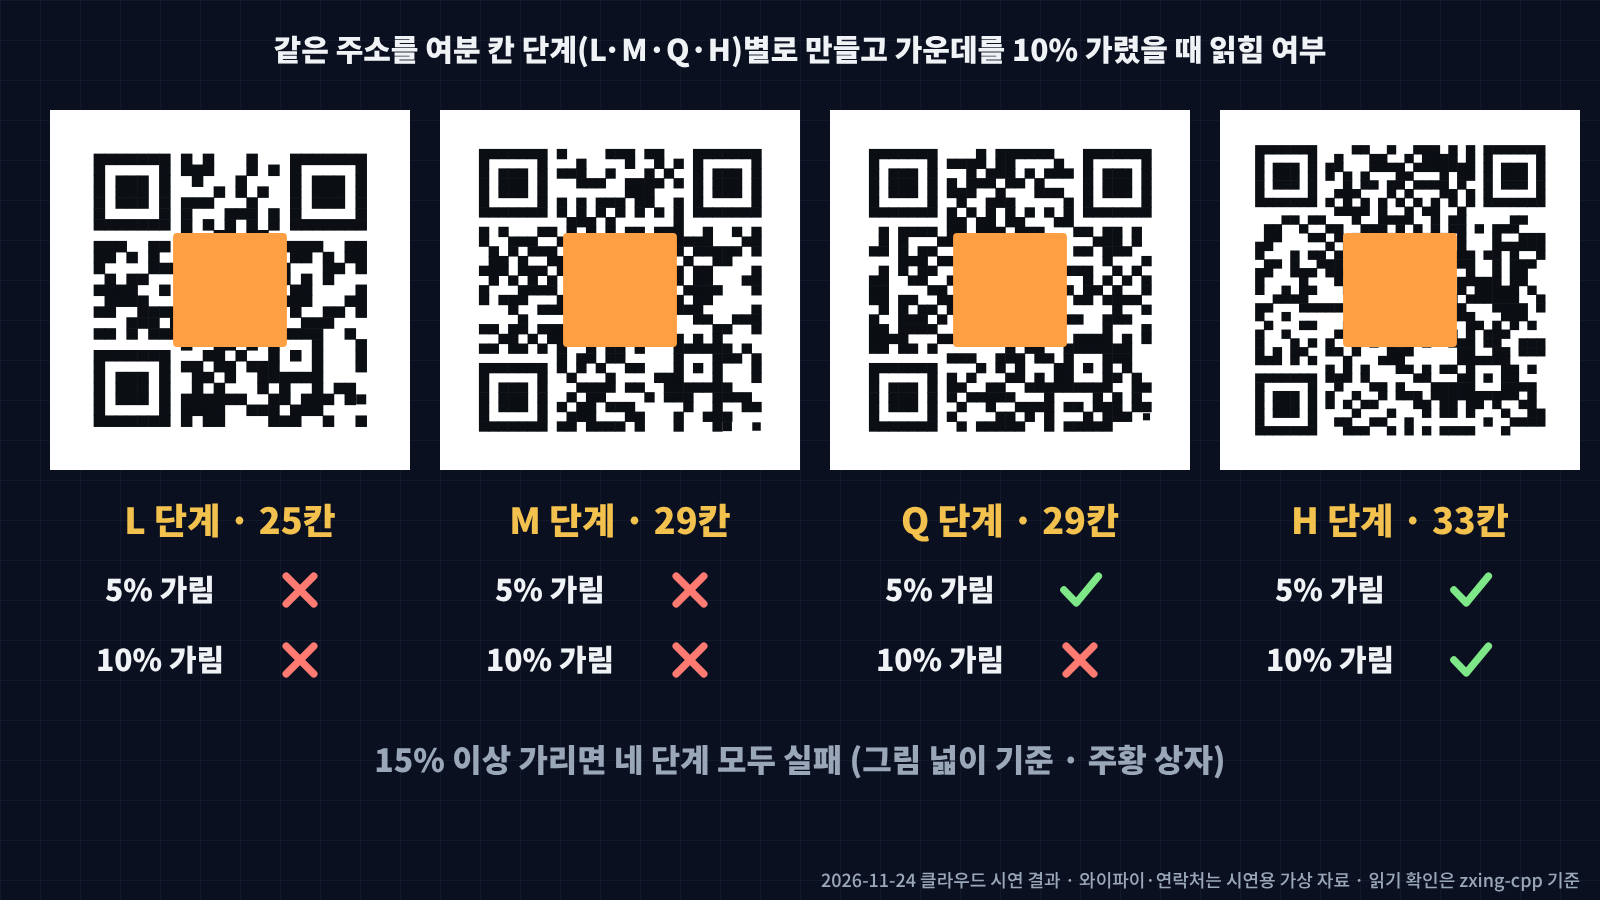 같은 주소를 여분 칸 단계(L·M·Q·H)별로 만들고 가운데를 10% 가렸을 때 읽힘 여부
L 단계 · 25칸
M 단계 · 29칸
Q 단계 · 29칸
H 단계 · 33칸
5% 가림
5% 가림
5% 가림
5% 가림
10% 가림
10% 가림
10% 가림
10% 가림
15% 이상 가리면 네 단계 모두 실패 (그림 넓이 기준 · 주황 상자)
2026-11-24 클라우드 시연 결과 · 와이파이·연락처는 시연용 가상 자료 · 읽기 확인은 zxing-cpp 기준